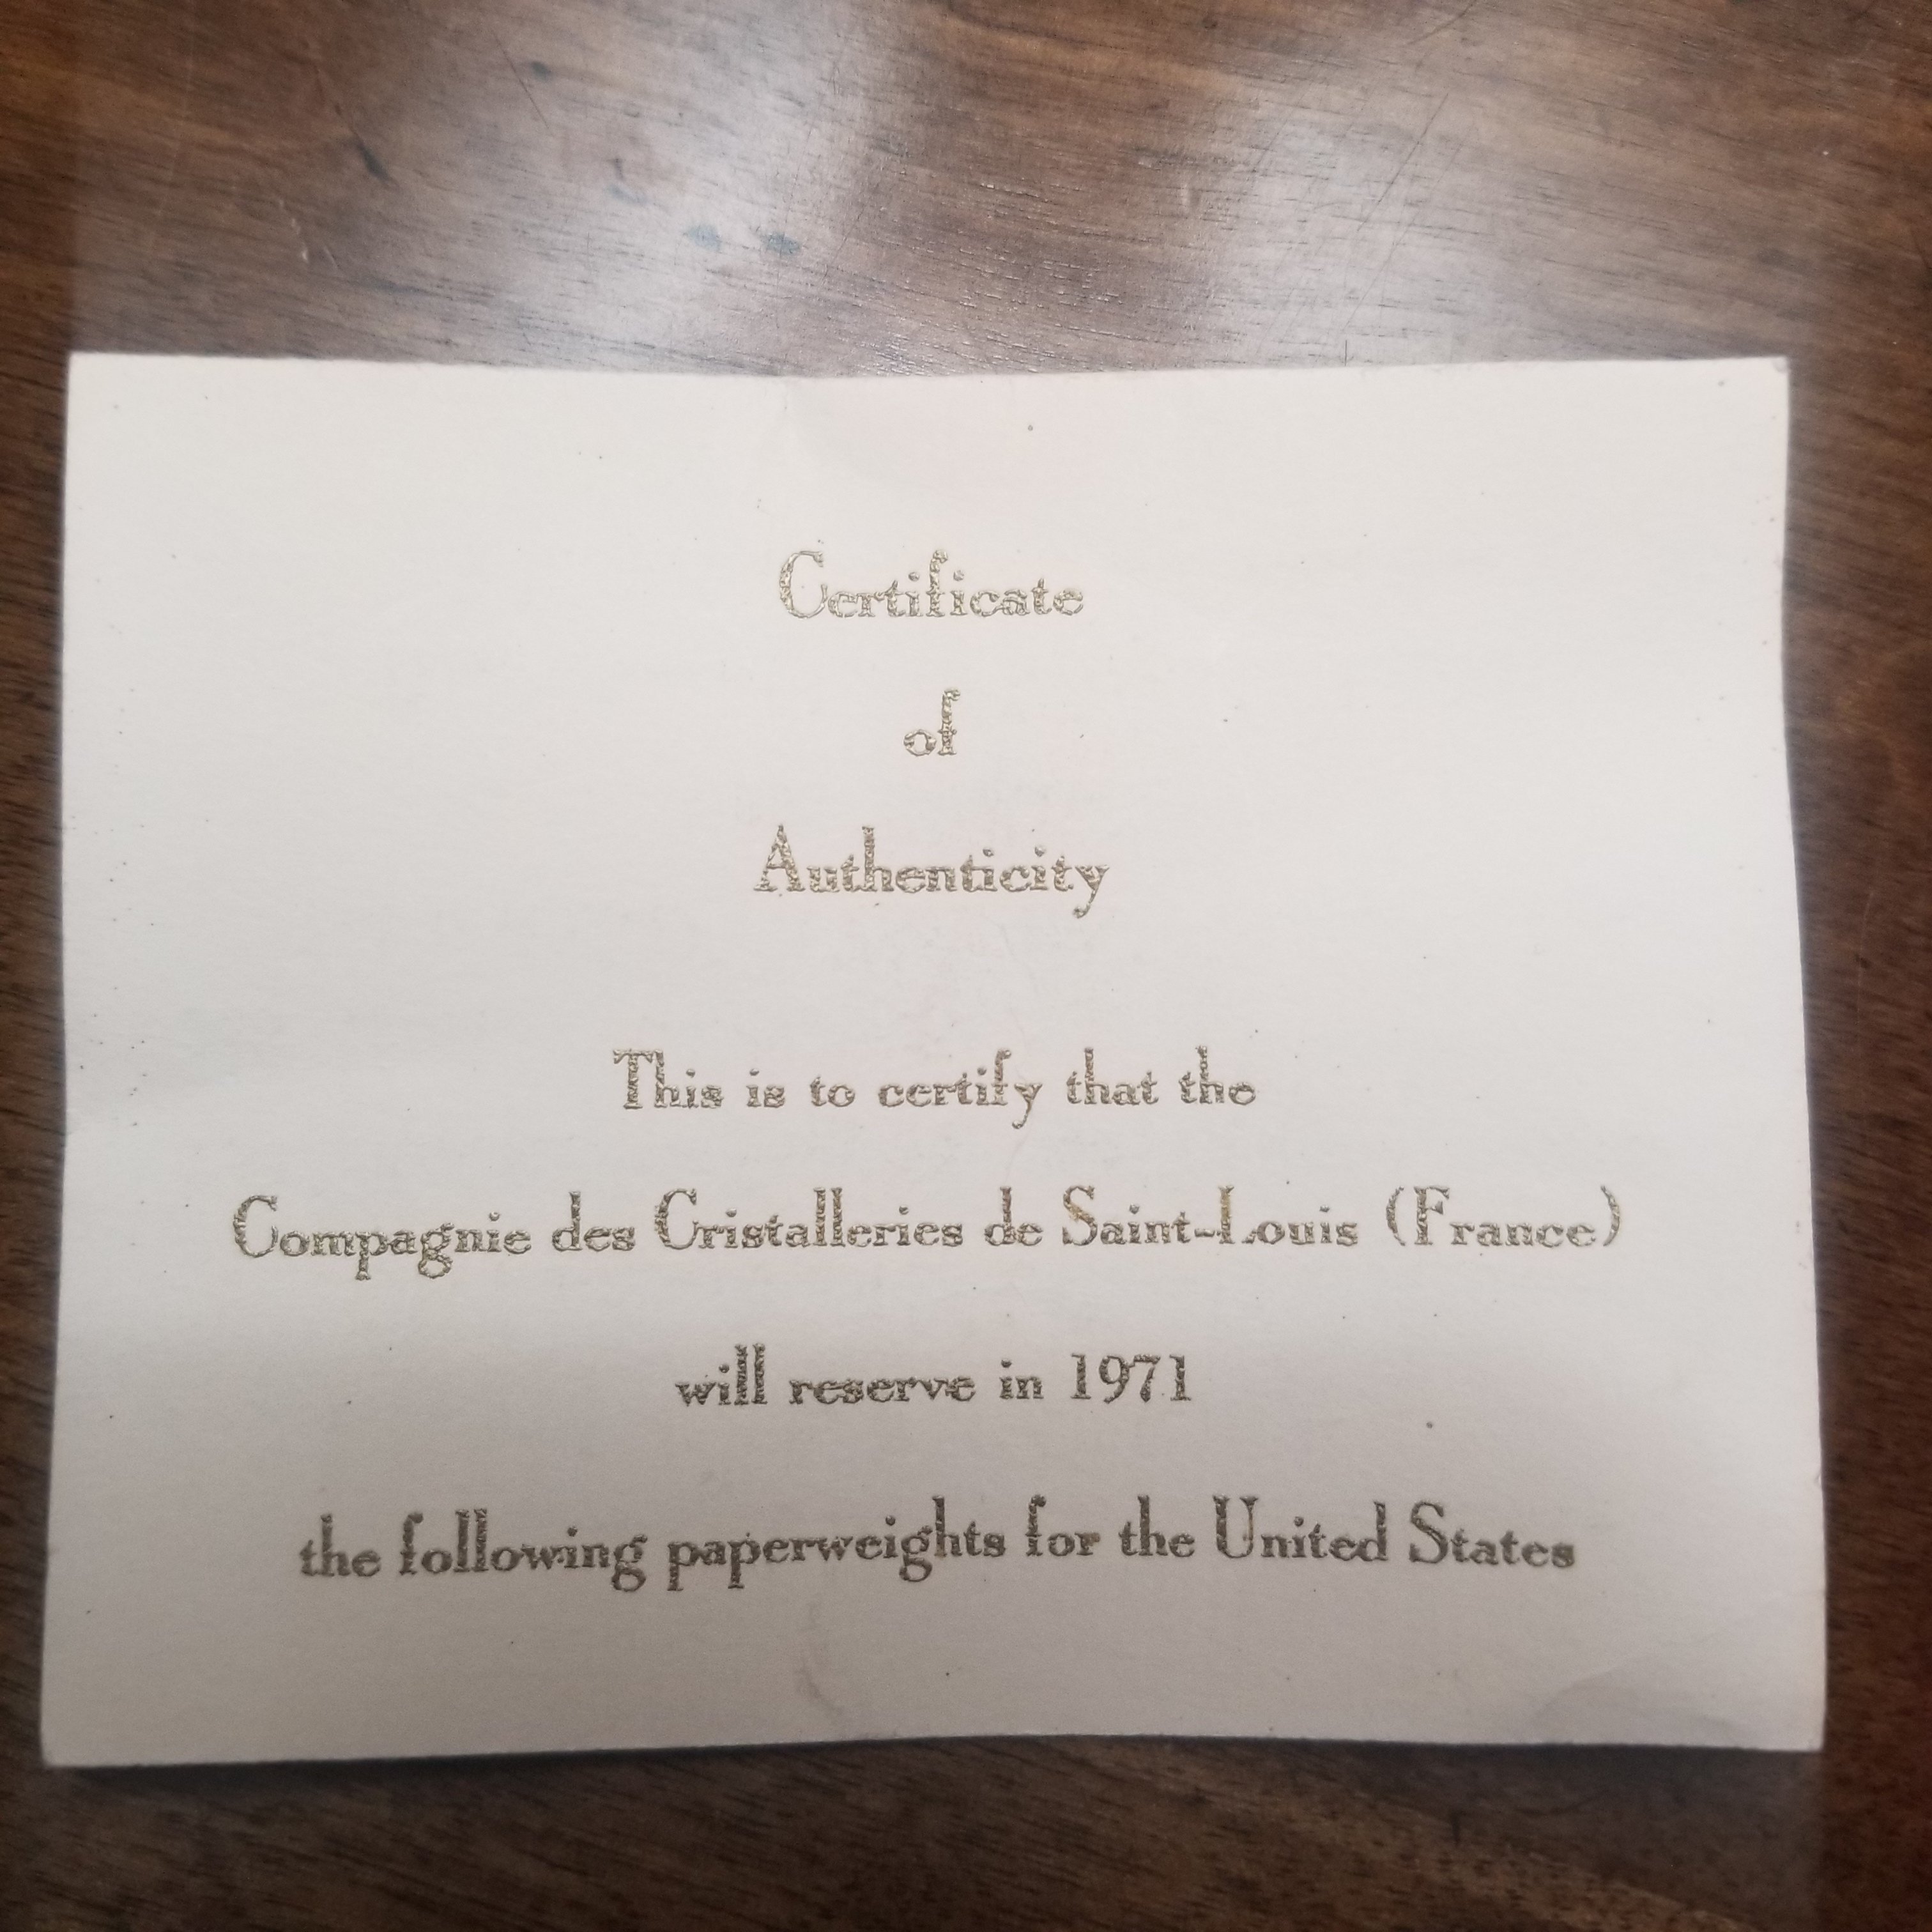 Certificate
of
Authenticity
This is to certify that the
Compagnie des Cristalleries de Saint-Louis (France)
will reserve in 1971
the following paperweights for the United States